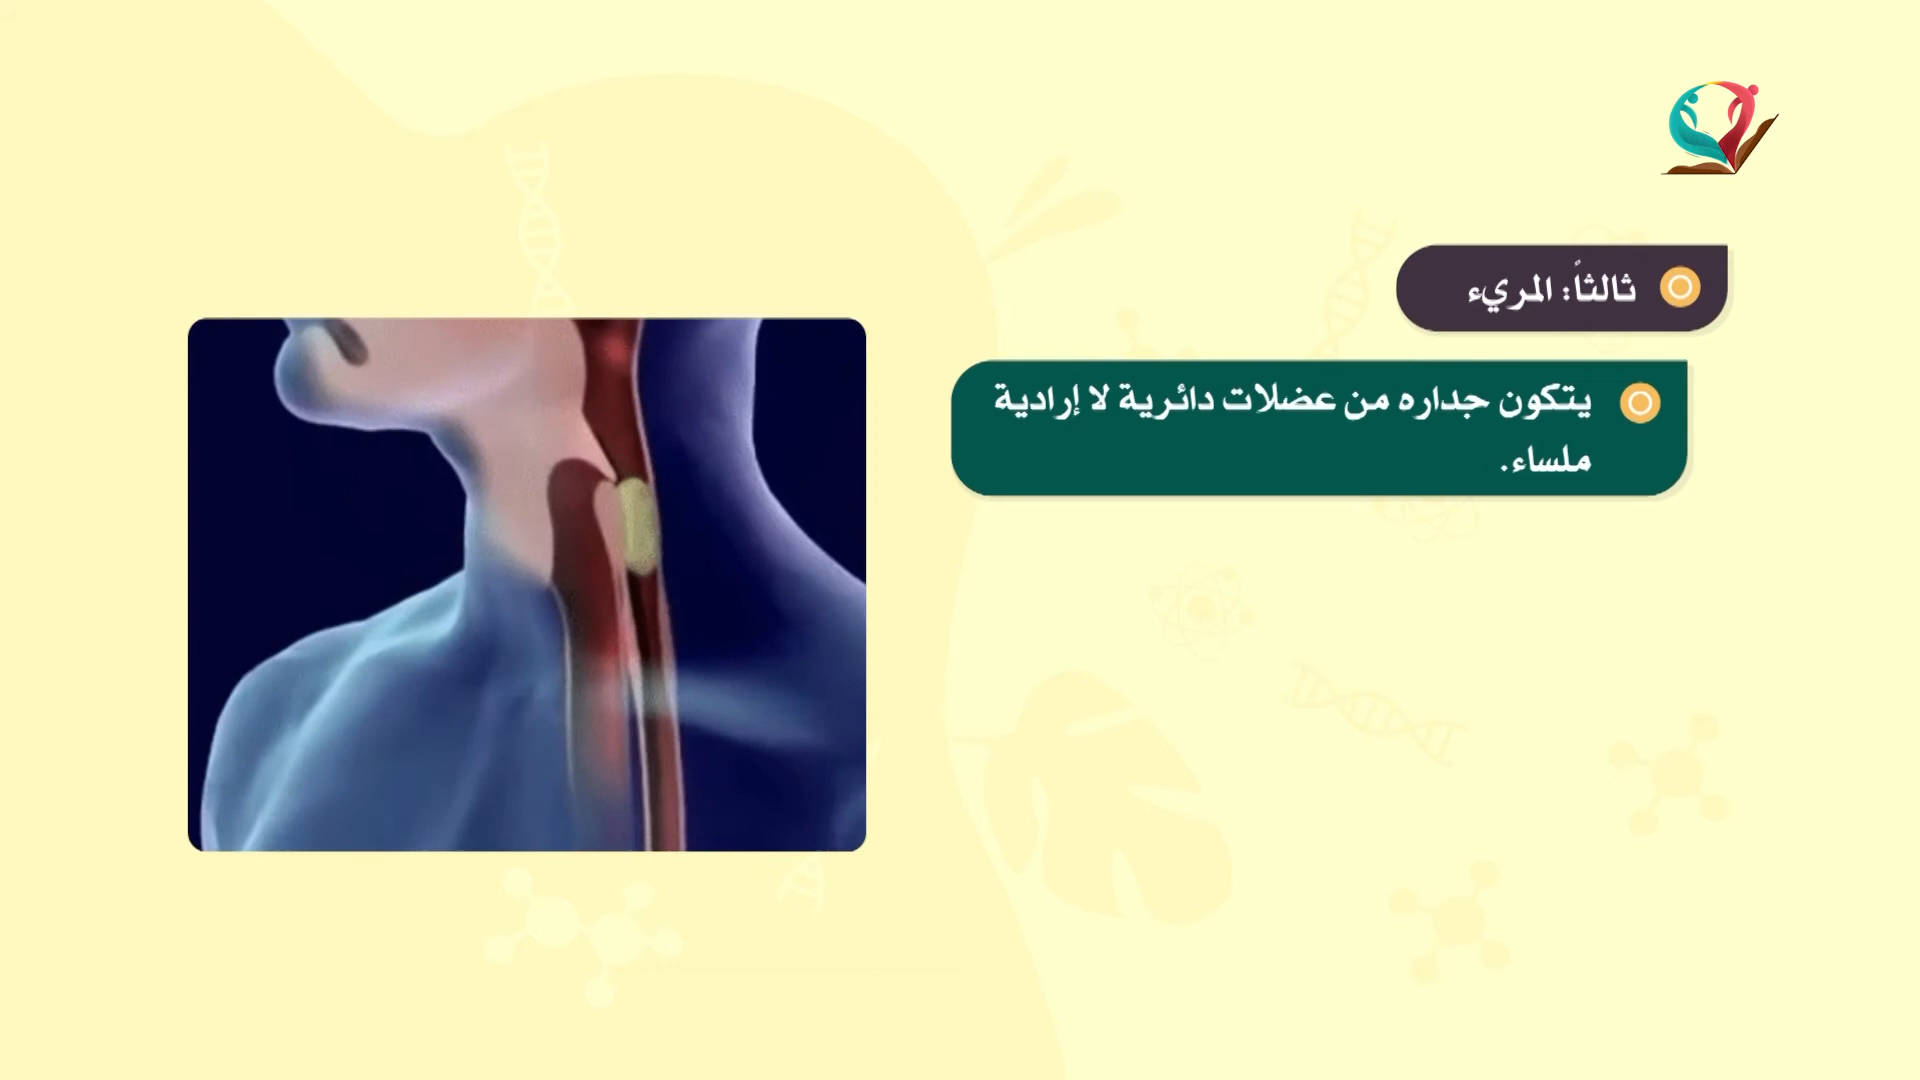 ثالثاً: المريء
يتكون جداره من عضلات دائرية لا إرادية
ملساء.